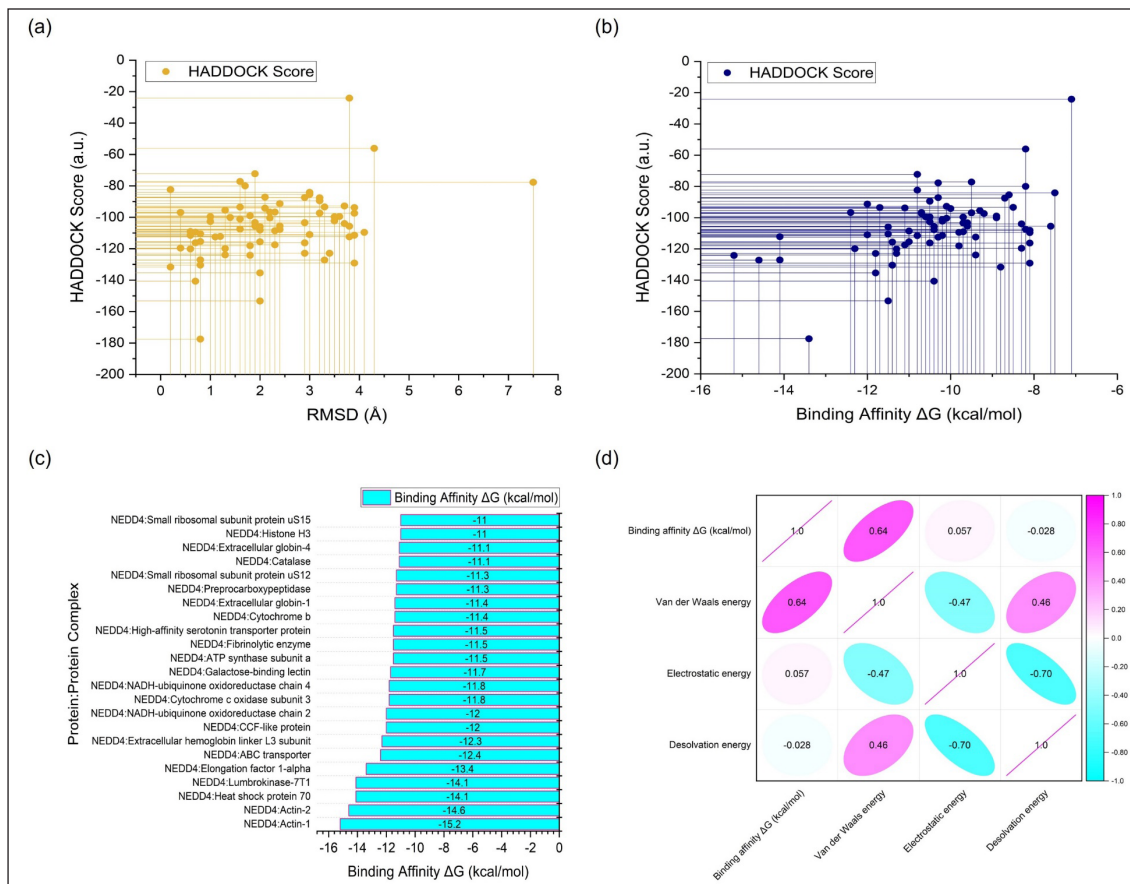 (a)
HADDOCK Score
HADDOCK Score (a.u.)
0
-20
-40
-60
-80
-100
-120
-140
-160
-180
-200
0 1 2 3 4 5 6 7 8
RMSD (Å)
(b)
HADDOCK Score
HADDOCK Score (a.u.)
0
-20
-40
-60
-80
-100
-120
-140
-160
-180
-200
-16 -14 -12 -10 -8 -6
Binding Affinity ΔG (kcal/mol)
(c)
Binding Affinity ΔG (kcal/mol)
Protein:Protein Complex
NEDD4:Small ribosomal subunit protein uS15 -11
NEDD4:Histone H3 -11
NEDD4:Extracellular globin-4 -11.1
NEDD4:Catalase -11.1
NEDD4:Small ribosomal subunit protein uS12 -11.3
NEDD4:Preprocarboxypeptidase -11.3
NEDD4:Extracellular globin-1 -11.4
NEDD4:Cytochrome b -11.4
NEDD4:High-affinity serotonin transporter protein -11.5
NEDD4:Fibrinolytic enzyme -11.5
NEDD4:ATP synthase subunit a -11.5
NEDD4:Galactose-binding lectin -11.7
NEDD4:NADH-ubiquinone oxidoreductase chain 4 -11.8
NEDD4:Cytochrome c oxidase subunit 3 -11.8
NEDD4:NADH-ubiquinone oxidoreductase chain 2 -12
NEDD4:CCF-like protein -12
NEDD4:Extracellular hemoglobin linker L3 subunit -12.3
NEDD4:ABC transporter -12.4
NEDD4:Elongation factor 1-alpha -13.4
NEDD4:Lumbrokinase-7T1 -14.1
NEDD4:Heat shock protein 70 -14.1
NEDD4:Actin-2 -14.6
NEDD4:Actin-1 -15.2
-16 -14 -12 -10 -8 -6 -4 -2 0
Binding Affinity ΔG (kcal/mol)
(d)
Binding affinity ΔG (kcal/mol) 1.0 0.64 0.057 -0.028
Van der Waals energy 0.64 1.0 -0.47 0.46
Electrostatic energy 0.057 -0.47 1.0 -0.70
Desolvation energy -0.028 0.46 -0.70 1.0
Binding affinity ΔG (kcal/mol)
Van der Waals energy
Electrostatic energy
Desolvation energy
1.0
0.8
0.6
0.4
0.2
0.0
-0.2
-0.4
-0.6
-0.8
-1.0